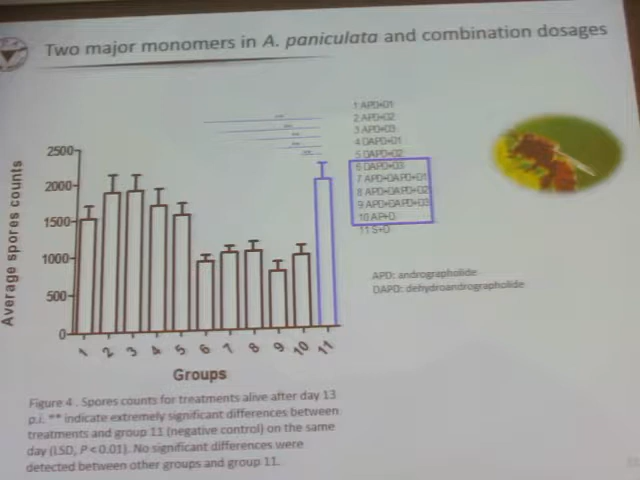 Two major monomers in A. paniculata and combination dosages
1 APD+D1
2 APD+D2
3 APD+D3
4 DAPD+D1
5 DAPD+D2
6 DAPD+D3
7 APD+DAPD+D1
8 APD+DAPD+D2
9 APD+DAPD+D3
10 AP+D
11 S+D
2500
2000
1500
1000
500
0
Average spores counts
1 2 3 4 5 6 7 8 9 10 11
Groups
APD: andrographolide
DAPD: dehydroandrographolide
Figure 4 . Spores counts for treatments alive after day 13
p.i. ** indicate extremely significant differences between
treatments and group 11 (negative control) on the same
day (LSD, P < 0.01). No significant differences were
detected between other groups and group 11.